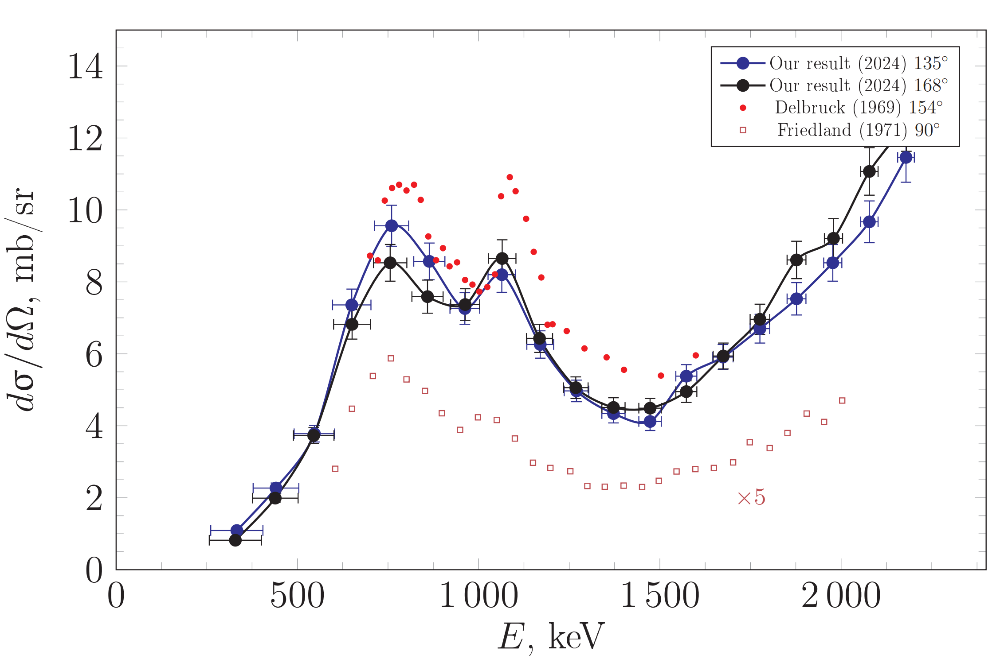 Our result (2024) 135°
Our result (2024) 168°
Delbruck (1969) 154°
Friedland (1971) 90°
dσ/dΩ, mb/sr
14
12
10
8
6
4
2
0
×5
0 500 1 000 1 500 2 000
E, keV